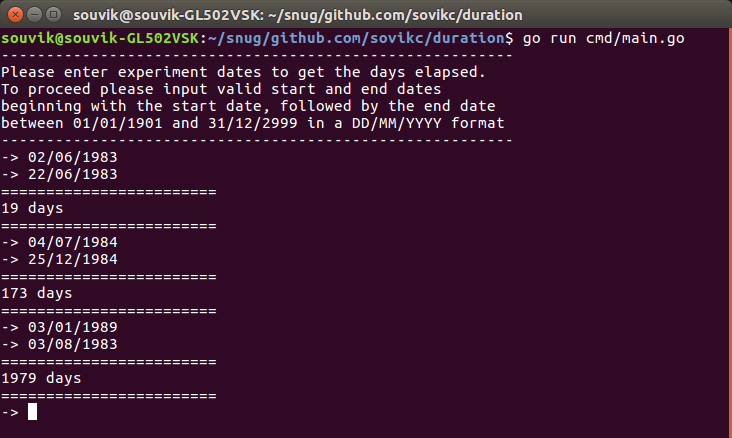 souvik@souvik-GL502VSK: ~/snug/github.com/sovikc/duration
souvik@souvik-GL502VSK:~/snug/github.com/sovikc/duration$ go run cmd/main.go
---------------------------------------------------------
Please enter experiment dates to get the days elapsed.
To proceed please input valid start and end dates
beginning with the start date, followed by the end date
between 01/01/1901 and 31/12/2999 in a DD/MM/YYYY format
---------------------------------------------------------
-> 02/06/1983
-> 22/06/1983
========================
19 days
========================
-> 04/07/1984
-> 25/12/1984
========================
173 days
========================
-> 03/01/1989
-> 03/08/1983
========================
1979 days
========================
->